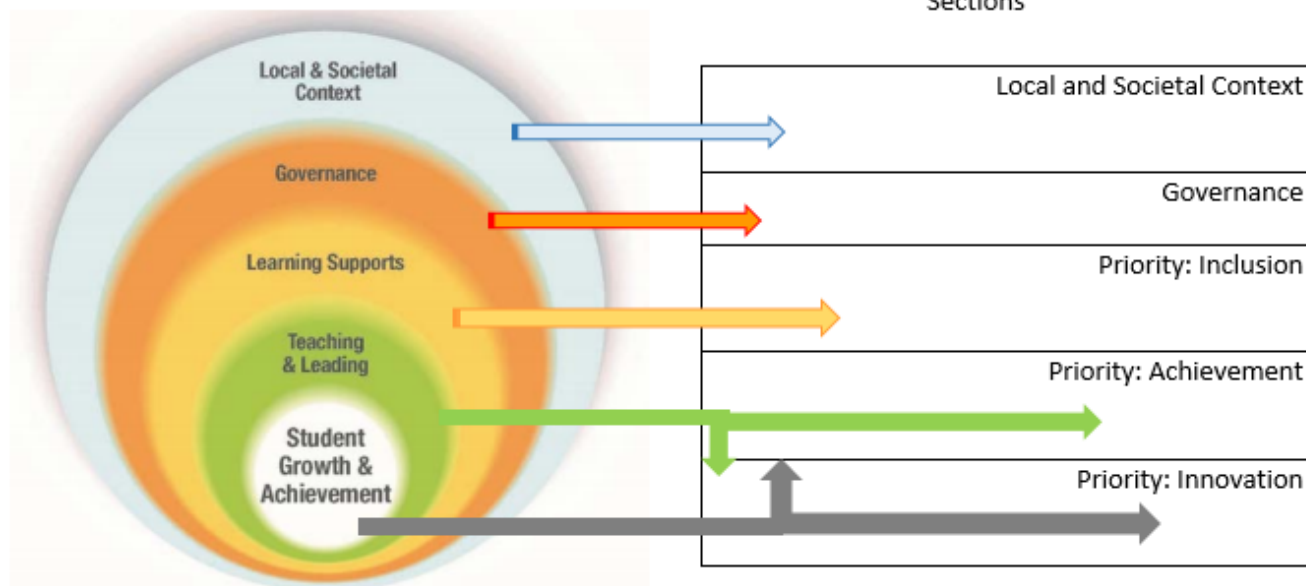 Sections
Local & Societal
Context
Governance
Learning Supports
Teaching
& Leading
Student
Growth &
Achievement
Local and Societal Context
Governance
Priority: Inclusion
Priority: Achievement
Priority: Innovation